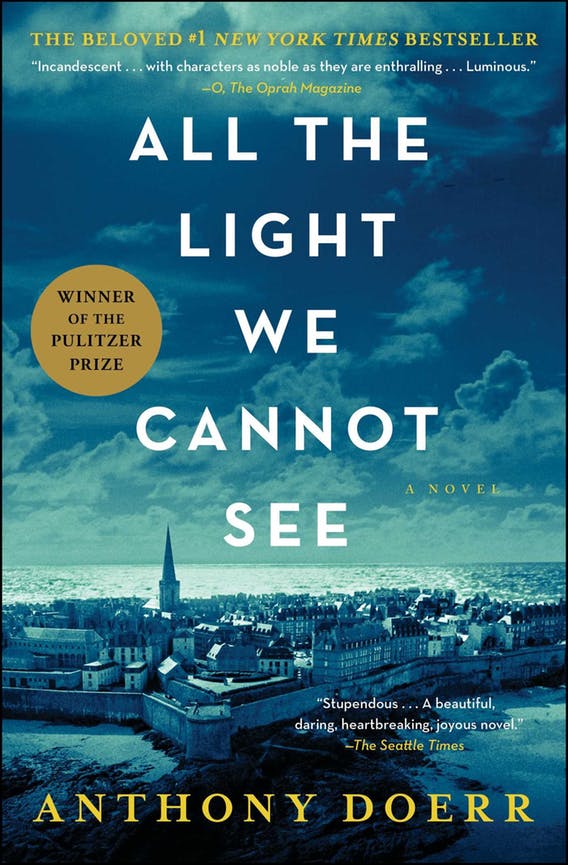 THE BELOVED #1 NEW YORK TIMES BESTSELLER
“Incandescent . . . with characters as noble as they are enthralling . . . Luminous.”
—O, The Oprah Magazine
ALL THE
LIGHT
WE
CANNOT
SEE
WINNER
OF THE
PULITZER
PRIZE
A NOVEL
“Stupendous . . . A beautiful,
daring, heartbreaking, joyous novel.”
—The Seattle Times
ANTHONY DOERR